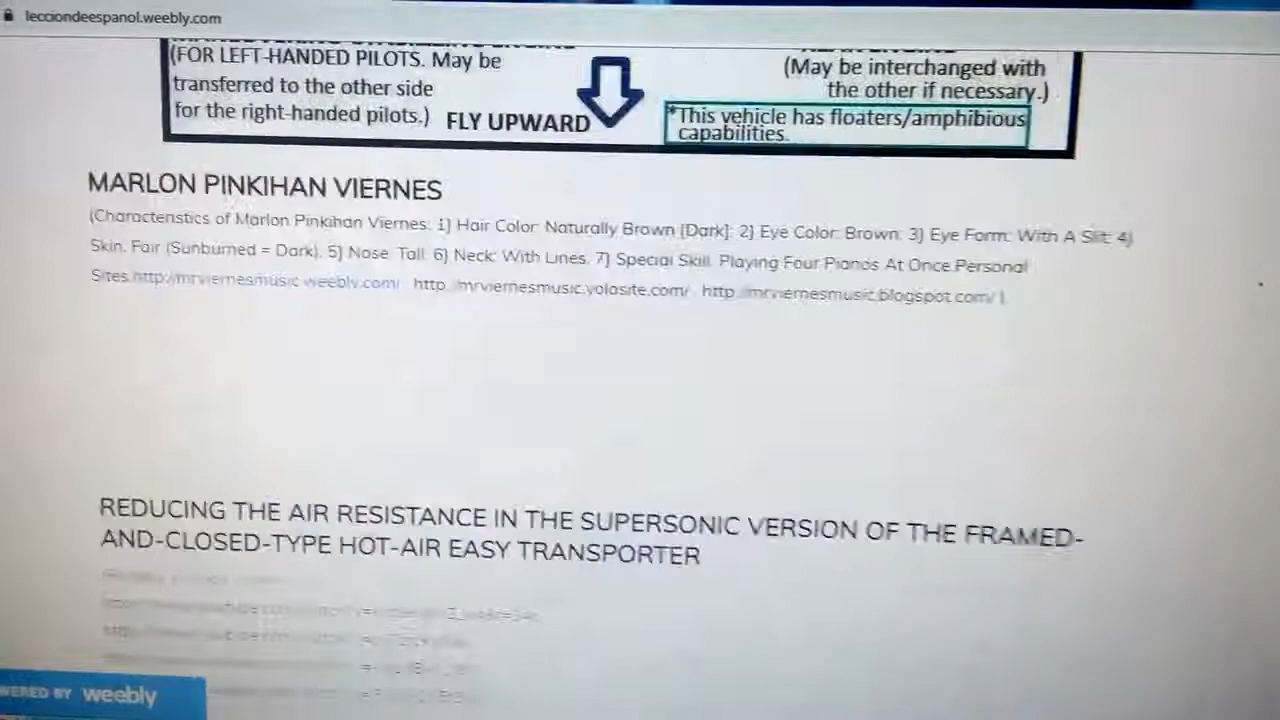 lecciondeespanol.weebly.com
(FOR LEFT-HANDED PILOTS. May be
transferred to the other side
for the right-handed pilots.) FLY UPWARD
(May be interchanged with
the other if necessary.)
*This vehicle has floaters/amphibious
capabilities.
MARLON PINKIHAN VIERNES
(Characteristics of Marlon Pinkihan Viernes: 1) Hair Color: Naturally Brown [Dark]; 2) Eye Color: Brown; 3) Eye Form: With A Slit; 4)
Skin: Fair (Sunburned = Dark); 5) Nose: Tall; 6) Neck: With Lines; 7) Special Skill: Playing Four Pianos At Once.Personal
Sites:http://mrviernesmusic.weebly.com/ http://mrviernesmusic.yolasite.com/ http://mrviernesmusic.blogspot.com/ ).
REDUCING THE AIR RESISTANCE IN THE SUPERSONIC VERSION OF THE FRAMED-
AND-CLOSED-TYPE HOT-AIR EASY TRANSPORTER
WERED BY weebly